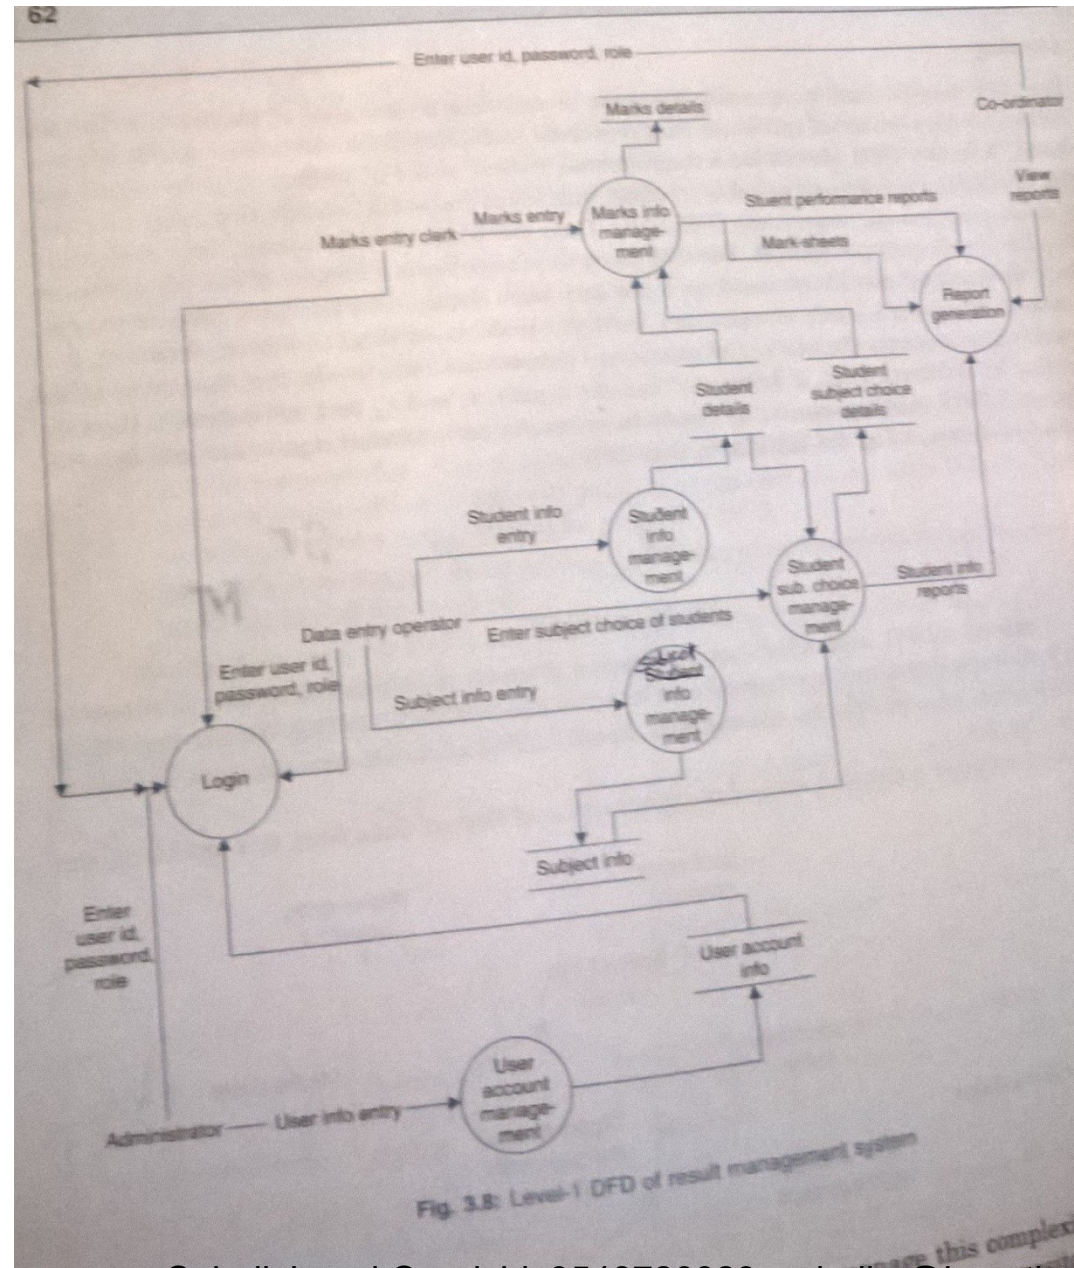 62
Enter user id, password, role
Marks details
Co-ordinator
View
reports
Stuent performance reports
Marks entry
Marks info
manage-
ment
Marks entry clerk
Mark-sheets
Report
generation
Student
details
Student
subject choice
details
Student info
entry
Student
info
manage-
ment
Student
sub. choice
manage-
ment
Student info
reports
Data entry operator
Enter subject choice of students
Enter user id,
password, role
Subject info entry
info
manage-
ment
Login
Subject info
Enter
user id,
password,
role
User account
info
User
account
manage-
ment
Administrator
User info entry
Fig. 3.8: Level-1 DFD of result management system
this complexi